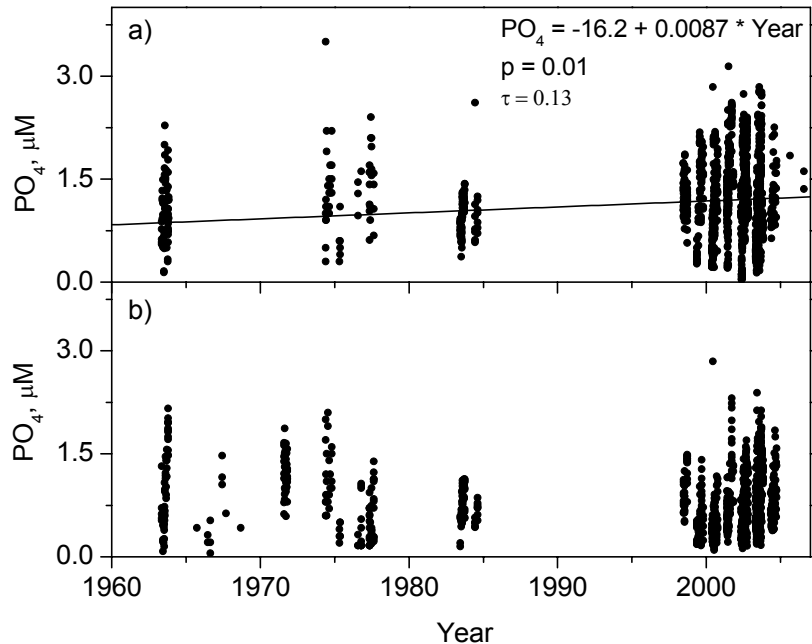 a)
PO₄ = -16.2 + 0.0087 * Year
p = 0.01
τ = 0.13
3.0
1.5
0.0
PO₄, μM
b)
3.0
1.5
0.0
PO₄, μM
1960 1970 1980 1990 2000
Year